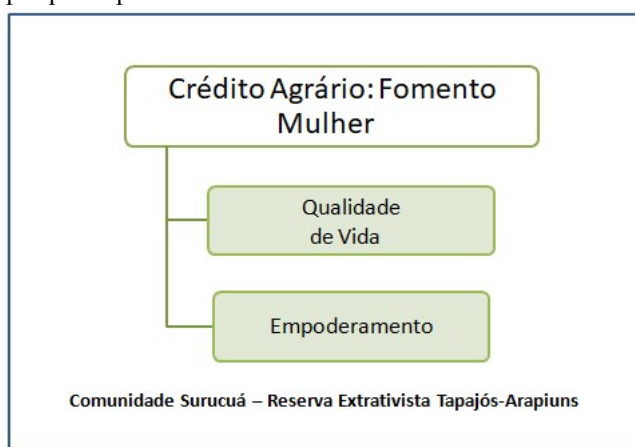 Crédito Agrário: Fomento
Mulher
Qualidade
de Vida
Empoderamento
Comunidade Surucuá – Reserva Extrativista Tapajós-Arapiuns